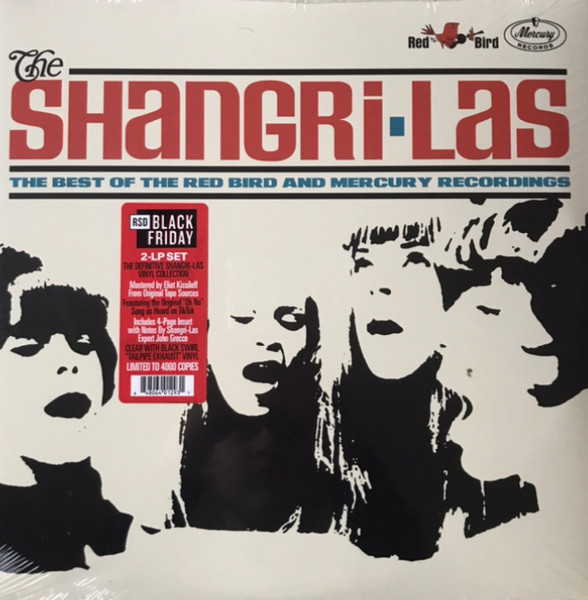 Red Bird
Mercury
RECORDS
The
SHANGRI-LAS
THE BEST OF THE RED BIRD AND MERCURY RECORDINGS
RSD BLACK
FRIDAY
2-LP SET
THE DEFINITIVE SHANGRI-LAS
VINYL COLLECTION
Mastered by Eliot Kissileff
From Original Tape Sources
Featuring the Original "Oh No"
Song as Heard on TikTok
Includes 4-Page Insert
with Notes By Shangri-Las
Expert John Grecco
CLEAR WITH BLACK SWIRL
"TAILPIPE EXHAUST" VINYL
LIMITED TO 4000 COPIES